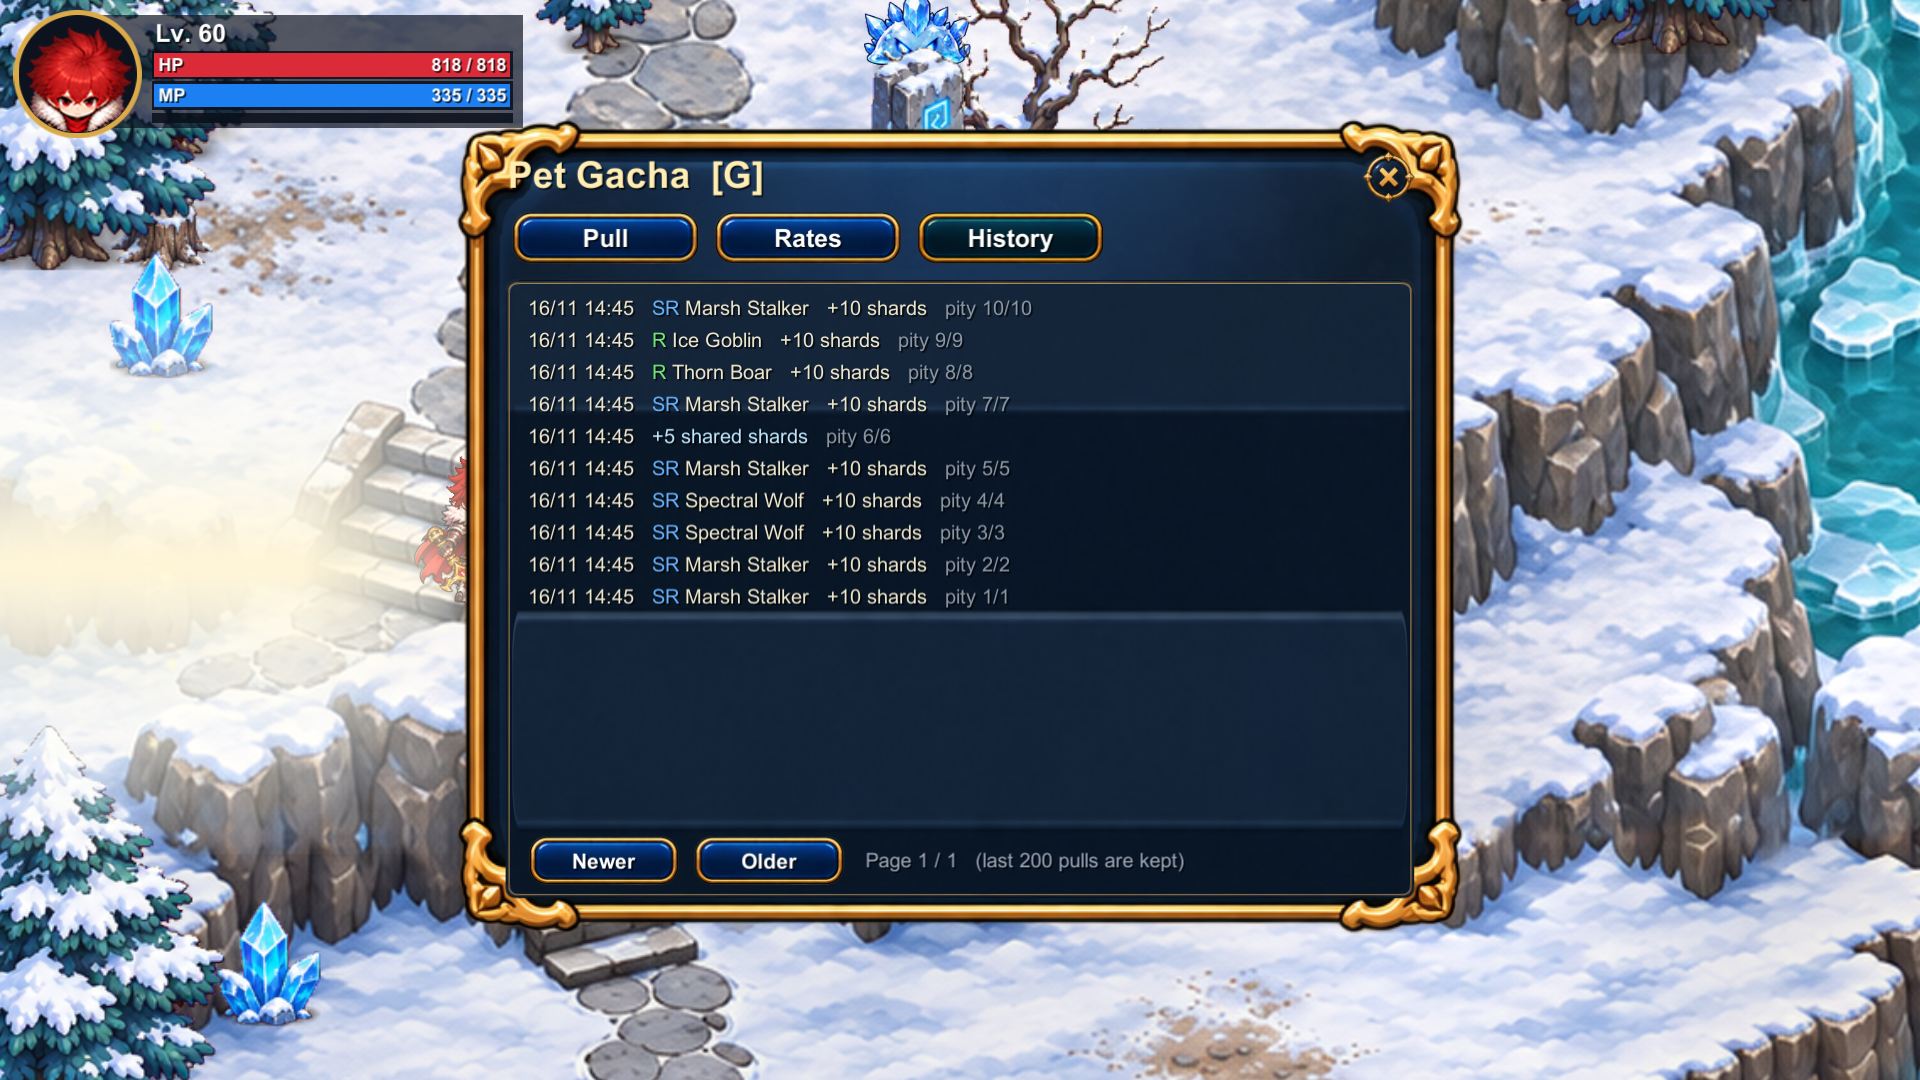 Lv. 60
HP 818 / 818
MP 335 / 335
Pet Gacha [G]
Pull Rates History
16/11 14:45 SR Marsh Stalker +10 shards pity 10/10
16/11 14:45 R Ice Goblin +10 shards pity 9/9
16/11 14:45 R Thorn Boar +10 shards pity 8/8
16/11 14:45 SR Marsh Stalker +10 shards pity 7/7
16/11 14:45 +5 shared shards pity 6/6
16/11 14:45 SR Marsh Stalker +10 shards pity 5/5
16/11 14:45 SR Spectral Wolf +10 shards pity 4/4
16/11 14:45 SR Spectral Wolf +10 shards pity 3/3
16/11 14:45 SR Marsh Stalker +10 shards pity 2/2
16/11 14:45 SR Marsh Stalker +10 shards pity 1/1
Newer Older Page 1 / 1 (last 200 pulls are kept)